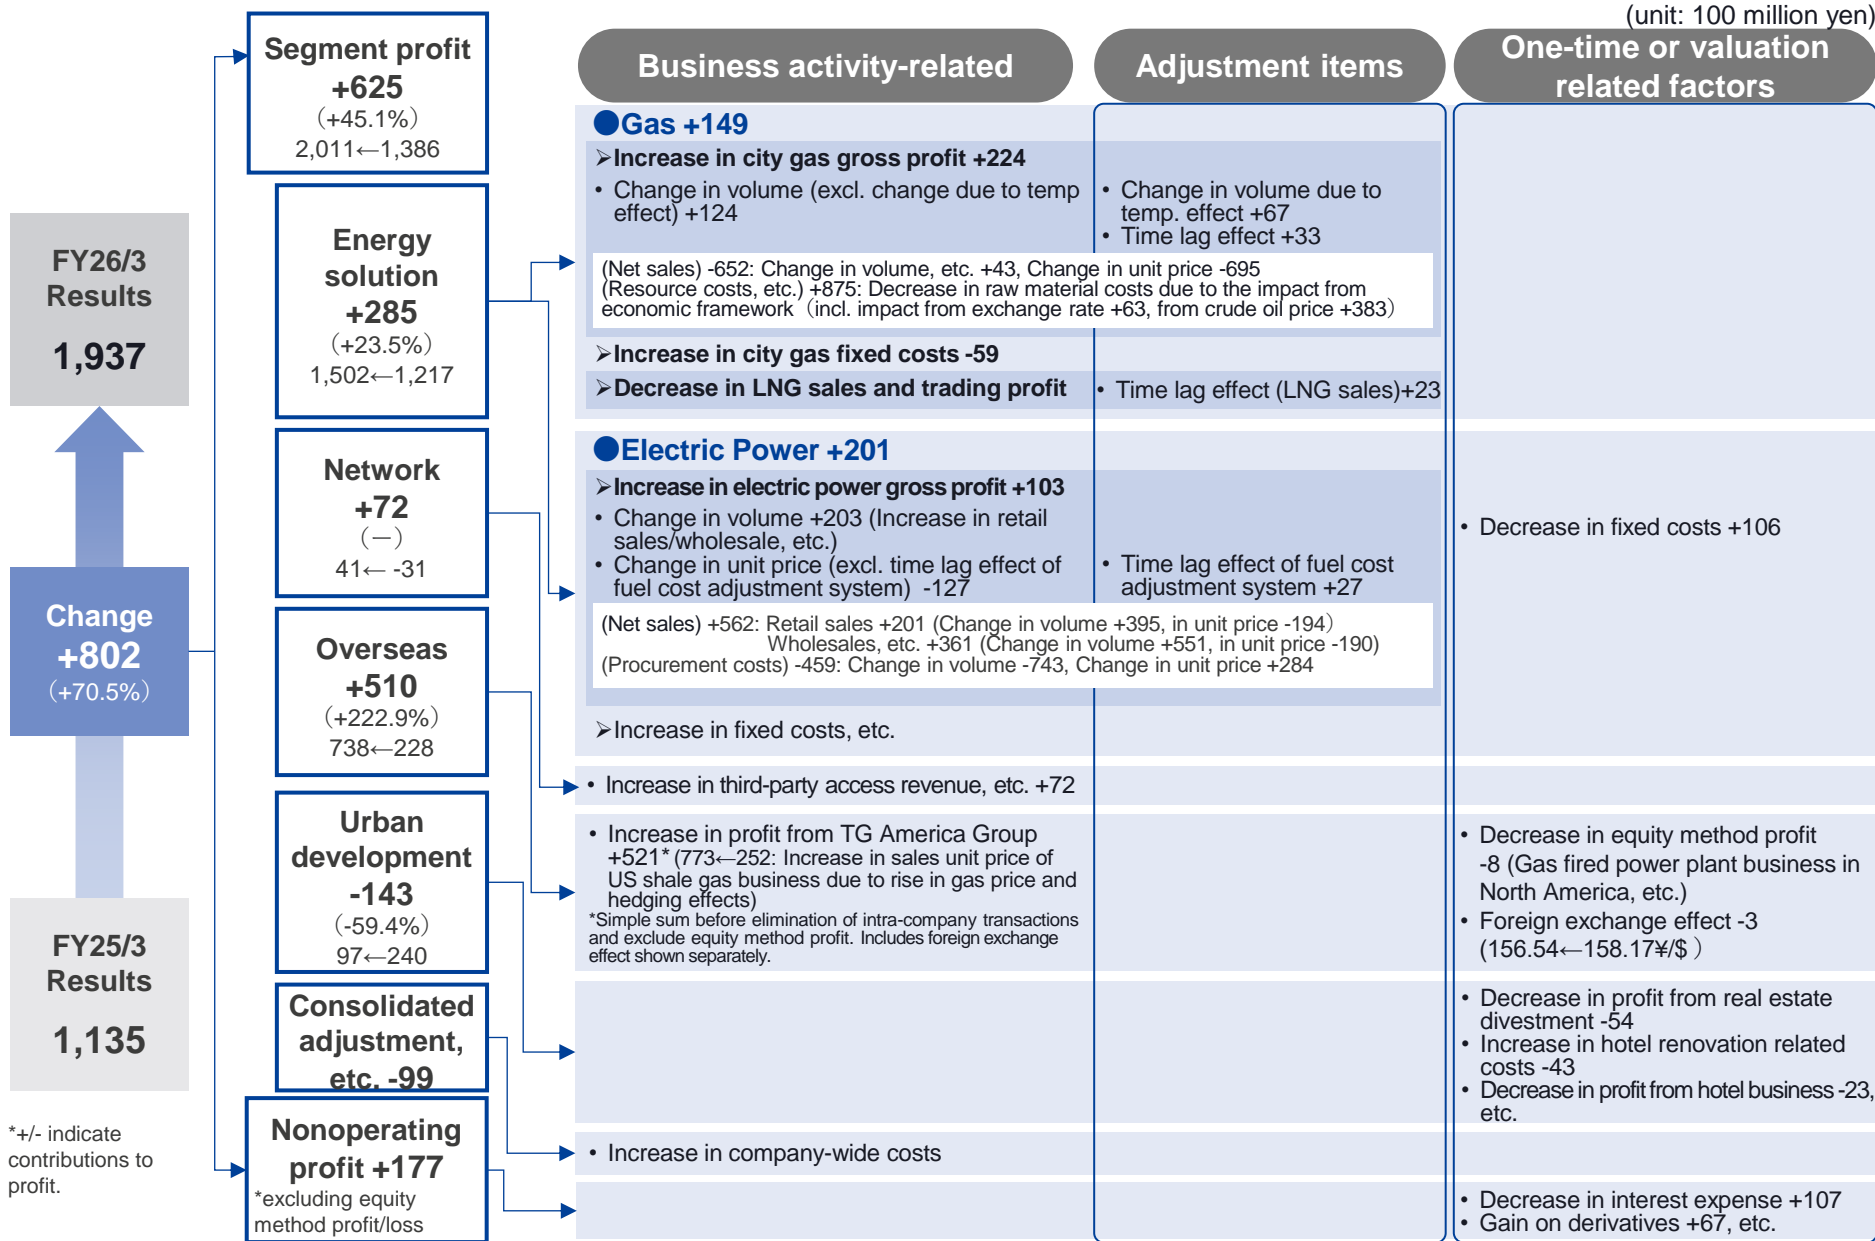 (unit: 100 million yen)
Segment profit
+625
(+45.1%)
2,011←1,386
Energy
solution
+285
(+23.5%)
1,502←1,217
Network
+72
(−)
41← -31
Overseas
+510
(+222.9%)
738←228
Urban
development
-143
(-59.4%)
97←240
Consolidated
adjustment,
etc. -99
Nonoperating
profit +177
*excluding equity
method profit/loss
FY26/3
Results
1,937
Change
+802
(+70.5%)
FY25/3
Results
1,135
*+/- indicate
contributions to
profit.
Business activity-related
Adjustment items
One-time or valuation
related factors
●Gas +149
➢Increase in city gas gross profit +224
• Change in volume (excl. change due to temp
effect) +124
• Change in volume due to
temp. effect +67
• Time lag effect +33
(Net sales) -652: Change in volume, etc. +43, Change in unit price -695
(Resource costs, etc.) +875: Decrease in raw material costs due to the impact from
economic framework (incl. impact from exchange rate +63, from crude oil price +383)
➢Increase in city gas fixed costs -59
➢Decrease in LNG sales and trading profit
• Time lag effect (LNG sales)+23
●Electric Power +201
➢Increase in electric power gross profit +103
• Change in volume +203 (Increase in retail
sales/wholesale, etc.)
• Change in unit price (excl. time lag effect of
fuel cost adjustment system) -127
• Time lag effect of fuel cost
adjustment system +27
• Decrease in fixed costs +106
(Net sales) +562: Retail sales +201 (Change in volume +395, in unit price -194)
Wholesales, etc. +361 (Change in volume +551, in unit price -190)
(Procurement costs) -459: Change in volume -743, Change in unit price +284
➢Increase in fixed costs, etc.
• Increase in third-party access revenue, etc. +72
• Increase in profit from TG America Group
+521* (773←252: Increase in sales unit price of
US shale gas business due to rise in gas price and
hedging effects)
*Simple sum before elimination of intra-company transactions
and exclude equity method profit. Includes foreign exchange
effect shown separately.
• Decrease in equity method profit
-8 (Gas fired power plant business in
North America, etc.)
• Foreign exchange effect -3
(156.54←158.17¥/$ )
• Decrease in profit from real estate
divestment -54
• Increase in hotel renovation related
costs -43
• Decrease in profit from hotel business -23,
etc.
• Increase in company-wide costs
• Decrease in interest expense +107
• Gain on derivatives +67, etc.